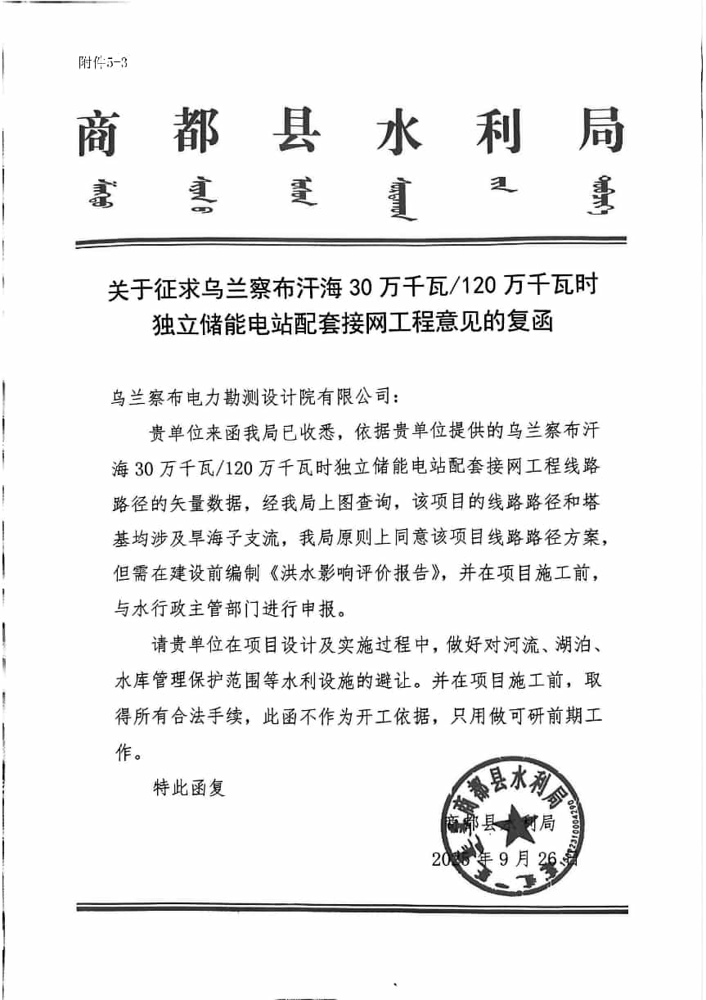 附件5-3
商都县水利局
关于征求乌兰察布汗海 30 万千瓦/120 万千瓦时
独立储能电站配套接网工程意见的复函
乌兰察布电力勘测设计院有限公司：
贵单位来函我局已收悉，依据贵单位提供的乌兰察布汗
海 30 万千瓦/120 万千瓦时独立储能电站配套接网工程线路
路径的矢量数据，经我局上图查询，该项目的线路路径和塔
基均涉及旱海子支流，我局原则上同意该项目线路路径方案，
但需在建设前编制《洪水影响评价报告》，并在项目施工前，
与水行政主管部门进行申报。
请贵单位在项目设计及实施过程中，做好对河流、湖泊、
水库管理保护范围等水利设施的避让。并在项目施工前，取
得所有合法手续，此函不作为开工依据，只用做可研前期工
作。
特此函复
商都县水利局
商都县水利局
2025 年 9 月 26 日